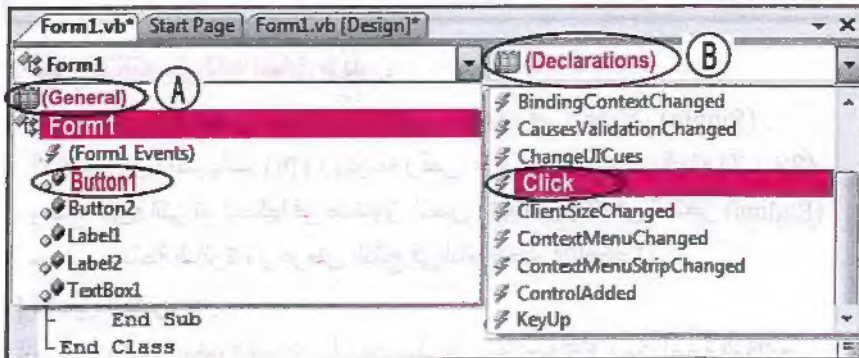 Form1.vb* Start Page Form1.vb [Design]*
Form1
(General) A
Form1
(Form1 Events)
Button1
Button2
Label1
Label2
TextBox1
End Sub
End Class
(Declarations) B
BindingContextChanged
CausesValidationChanged
ChangeUICues
Click
ClientSizeChanged
ContextMenuChanged
ContextMenuStripChanged
ControlAdded
KeyUp